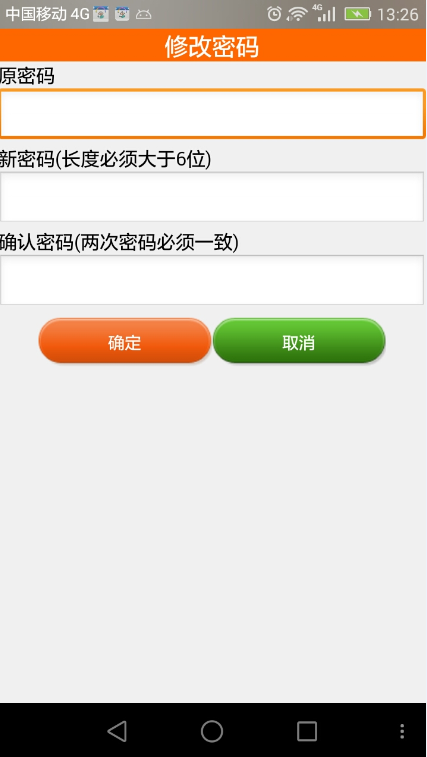 中国移动 4G 4G 13:26
修改密码
原密码
新密码(长度必须大于6位)
确认密码(两次密码必须一致)
确定 取消